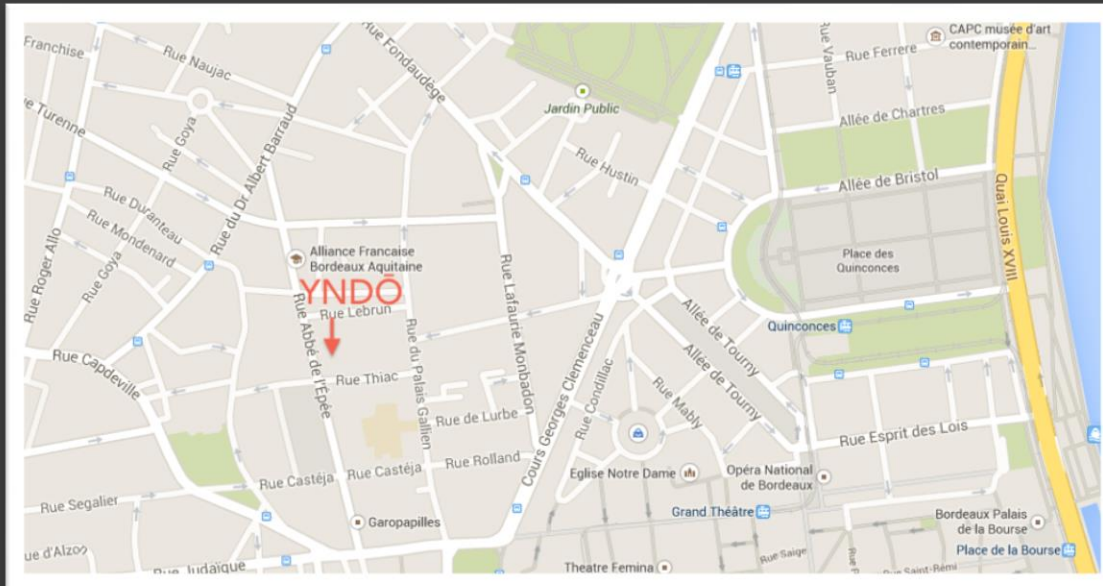 Franchise
Rue Naujac
Rue Fondaudège
Rue Vauban
Rue Ferrere
CAPC musée d'art
contemporain...
Jardin Public
Allée de Chartres
ue Turenne
Rue Goya
Rue du Dr Albert Barraud
Rue Hustin
Allée de Bristol
Quai Louis XVIII
Rue Duranteau
Rue Mondenard
Rue Goya
Rue Roger Allo
Alliance Francaise
Bordeaux Aquitaine
Place des
Quinconces
YNDŌ
Rue Lebrun
Rue Abbé de l'Épée
Rue du Palais Gallien
Rue Lafaurie Monbadon
Cours Georges Clemenceau
Allée de Tourny
Allée de Tourny
Quinconces
Rue Capdeville
Rue Thiac
Rue Condillac
Rue Mably
Rue de Lurbe
Rue Esprit des Lois
Rue Castéja
Rue Castéja
Rue Rolland
Eglise Notre Dame
Opéra National
de Bordeaux
Rue Segalier
Garopapilles
Grand Théâtre
Bordeaux Palais
de la Bourse
Place de la Bourse
ue d'Alzon
Rue Judaïque
Theatre Femina
Rue Saige
Rue Saint-Rémi